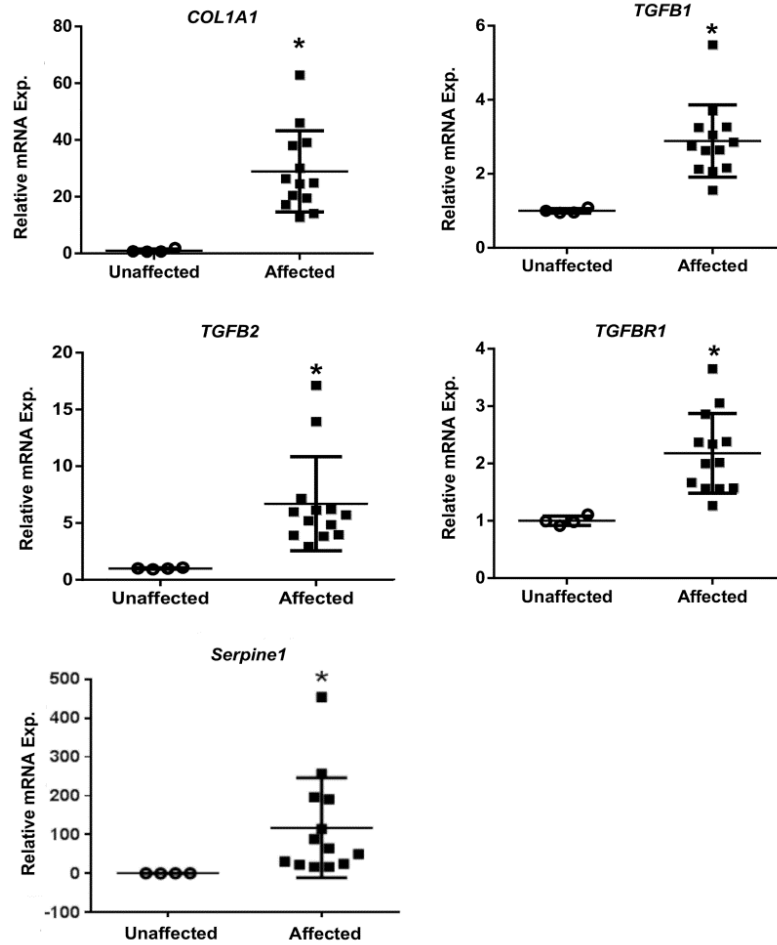 COL1A1
80
60
40
20
0
Relative mRNA Exp.
*
Unaffected Affected
TGFB1
6
4
2
0
Relative mRNA Exp.
*
Unaffected Affected
TGFB2
20
15
10
5
0
Relative mRNA Exp.
*
Unaffected Affected
TGFBR1
4
3
2
1
0
Relative mRNA Exp.
*
Unaffected Affected
Serpine1
500
400
300
200
100
0
-100
Relative mRNA Exp.
*
Unaffected Affected